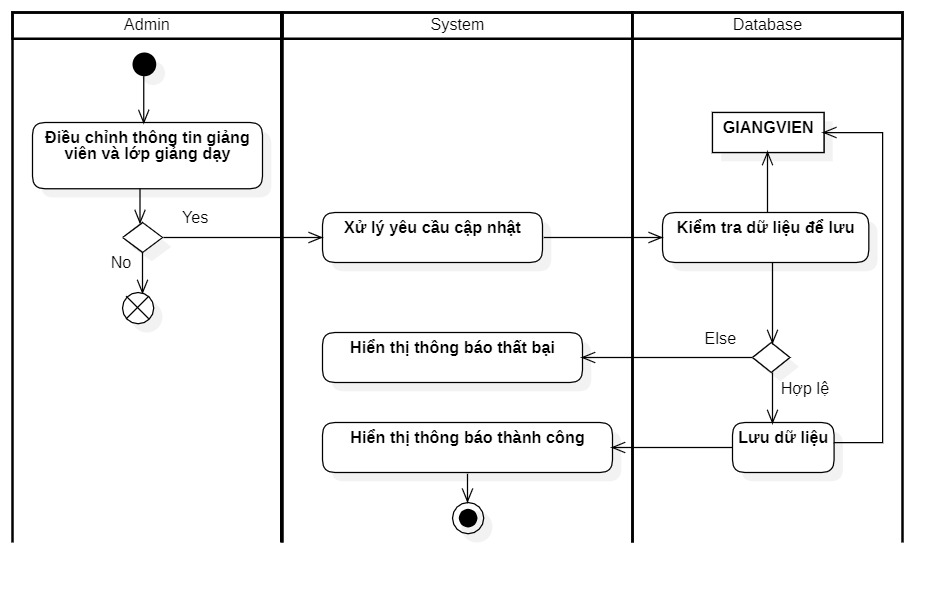 Admin
System
Database
Điều chỉnh thông tin giảng
viên và lớp giảng dạy
GIANGVIEN
Yes
Xử lý yêu cầu cập nhật
Kiểm tra dữ liệu để lưu
No
Hiển thị thông báo thất bại
Else
Hợp lệ
Hiển thị thông báo thành công
Lưu dữ liệu